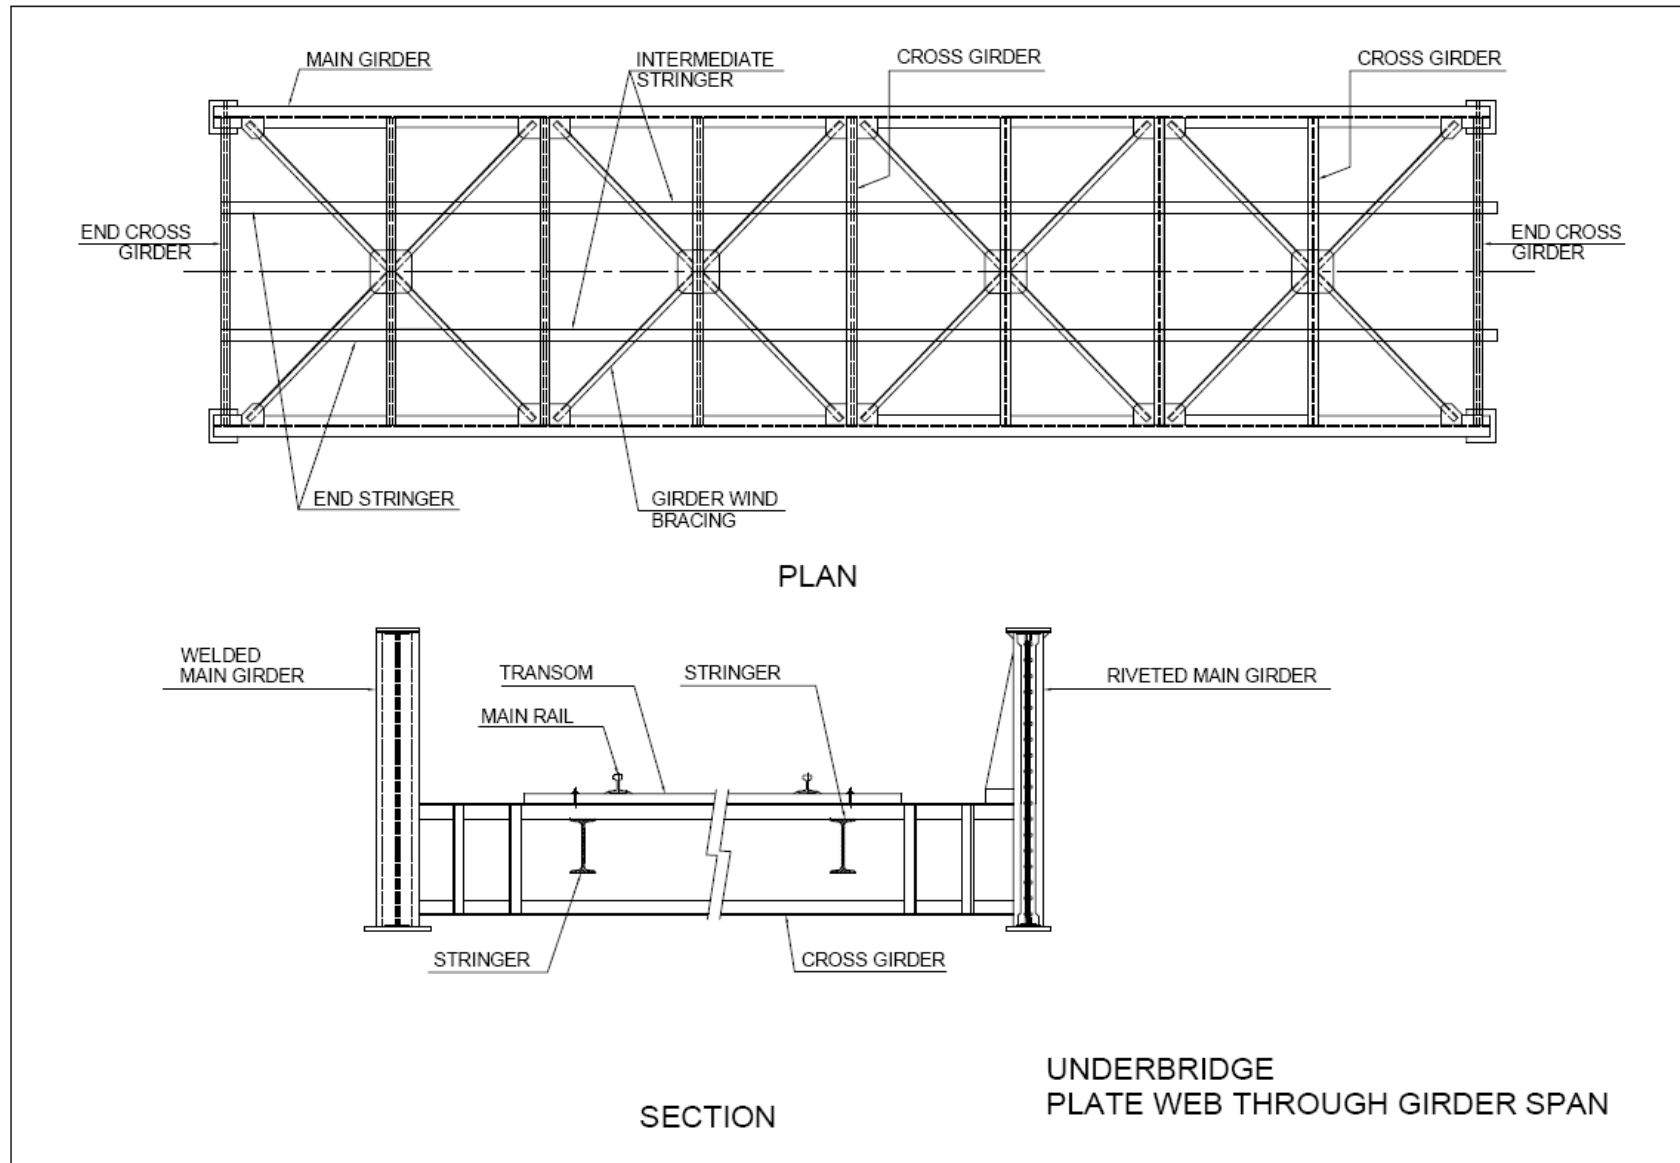 MAIN GIRDER
INTERMEDIATE
STRINGER
CROSS GIRDER
CROSS GIRDER
END CROSS
GIRDER
END CROSS
GIRDER
END STRINGER
GIRDER WIND
BRACING
PLAN
WELDED
MAIN GIRDER
TRANSOM
STRINGER
RIVETED MAIN GIRDER
MAIN RAIL
STRINGER
CROSS GIRDER
UNDERBRIDGE
PLATE WEB THROUGH GIRDER SPAN
SECTION